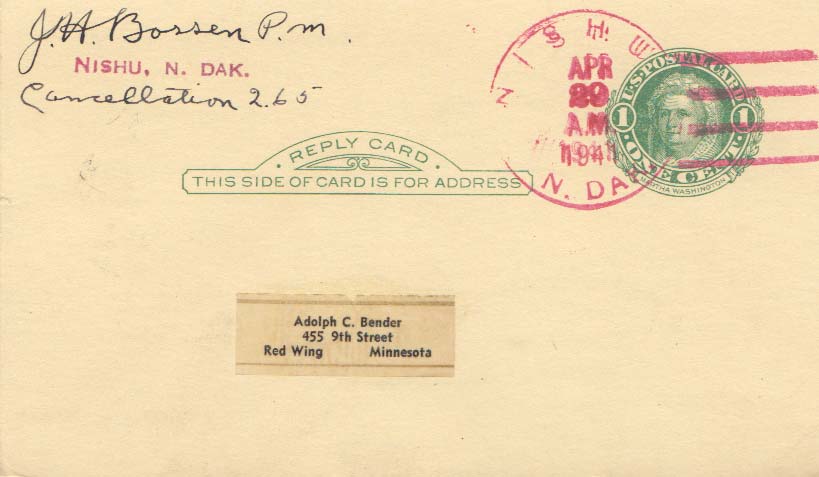 J. H. Bossen P.m.
NISHU, N. DAK.
Cancellation 2.65
NISHU
APR
29
A.M.
1941
N. DAK
U.S. POSTAL CARD
1 1
ONE CENT
MARTHA WASHINGTON
REPLY CARD
THIS SIDE OF CARD IS FOR ADDRESS
Adolph C. Bender
455 9th Street
Red Wing Minnesota